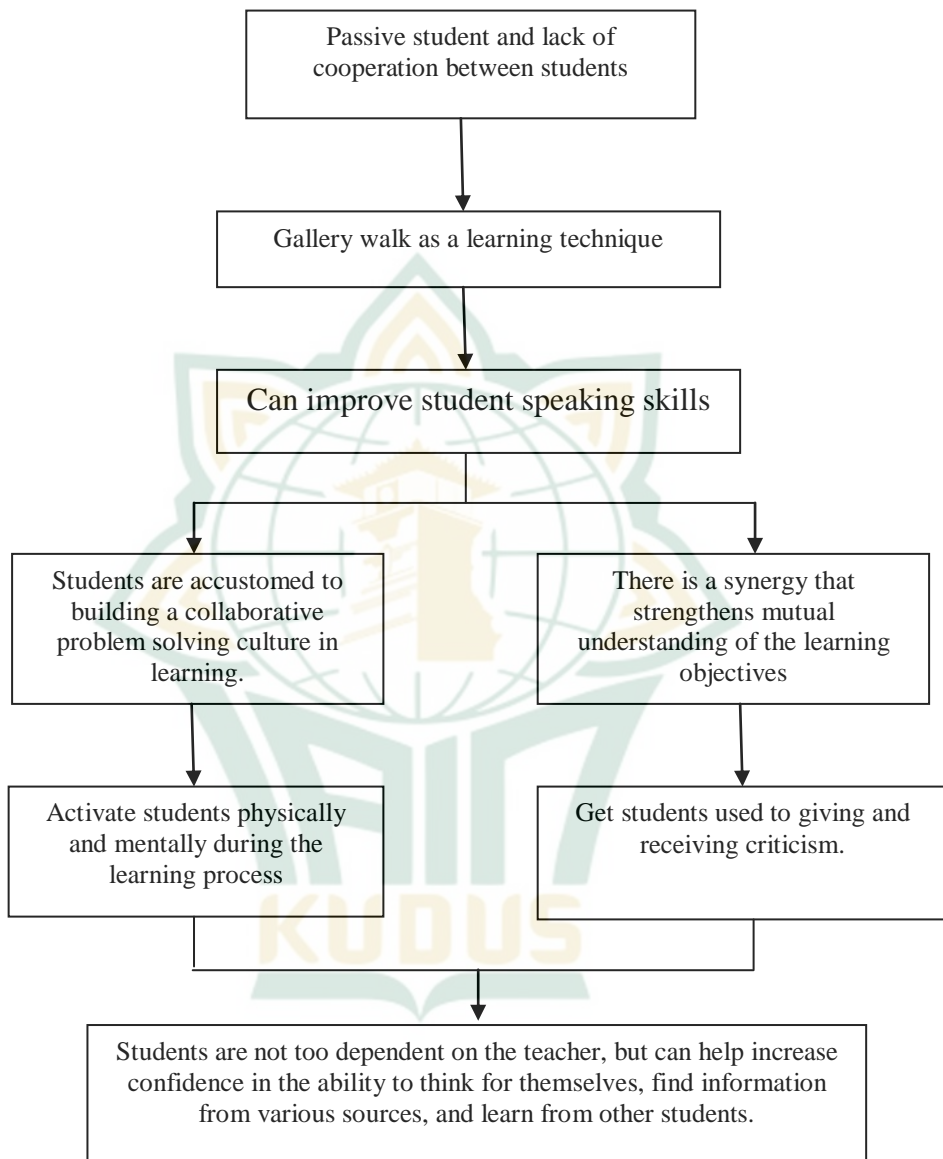 Passive student and lack of
cooperation between students
Gallery walk as a learning technique
Can improve student speaking skills
Students are accustomed to
building a collaborative
problem solving culture in
learning.
There is a synergy that
strengthens mutual
understanding of the learning
objectives
Activate students physically
and mentally during the
learning process
Get students used to giving and
receiving criticism.
IAIN
KUDUS
Students are not too dependent on the teacher, but can help increase
confidence in the ability to think for themselves, find information
from various sources, and learn from other students.